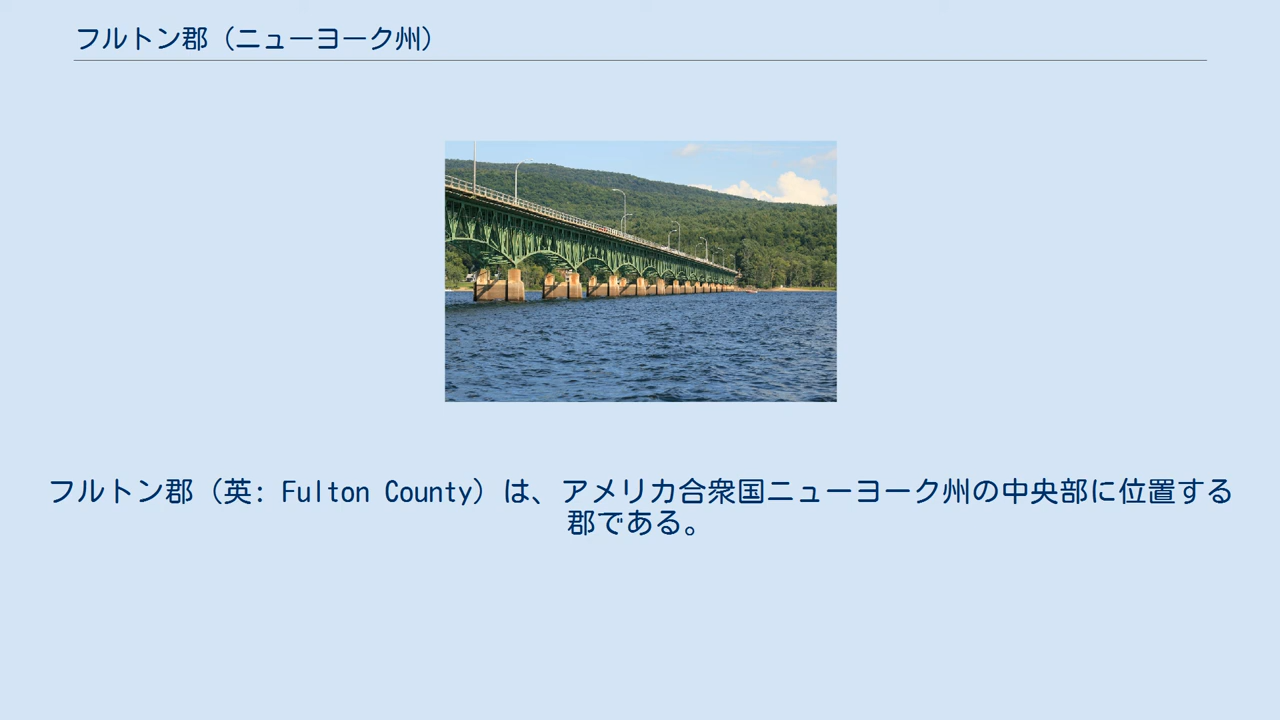 フルトン郡（ニューヨーク州）
フルトン郡（英: Fulton County）は、アメリカ合衆国ニューヨーク州の中央部に位置する
郡である。